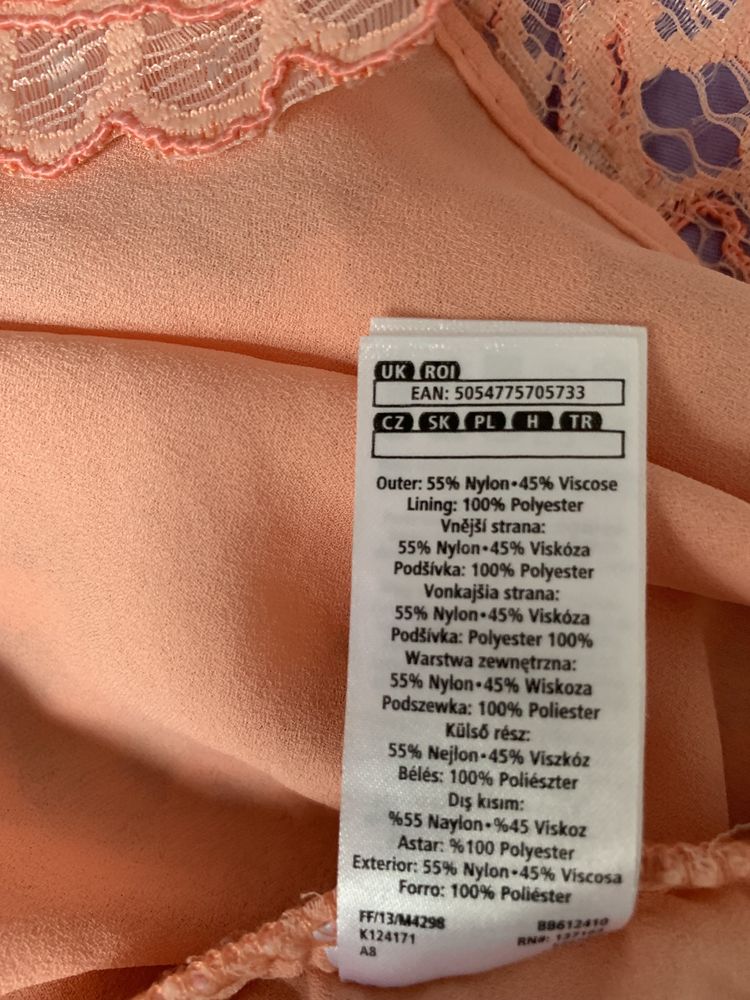 UK ROI
EAN: 5054775705733
CZ SK PL H TR
Outer: 55% Nylon•45% Viscose
Lining: 100% Polyester
Vnější strana:
55% Nylon•45% Viskóza
Podšívka: 100% Polyester
Vonkajšia strana:
55% Nylon•45% Viskóza
Podšívka: Polyester 100%
Warstwa zewnętrzna:
55% Nylon•45% Wiskoza
Podszewka: 100% Poliester
Külső rész:
55% Nejlon•45% Viszkóz
Bélés: 100% Poliészter
Dış kısım:
%55 Naylon•%45 Viskoz
Astar: %100 Polyester
Exterior: 55% Nylon•45% Viscosa
Forro: 100% Poliéster
FF/13/M4298 BB612410
K124171 RN#:
A8